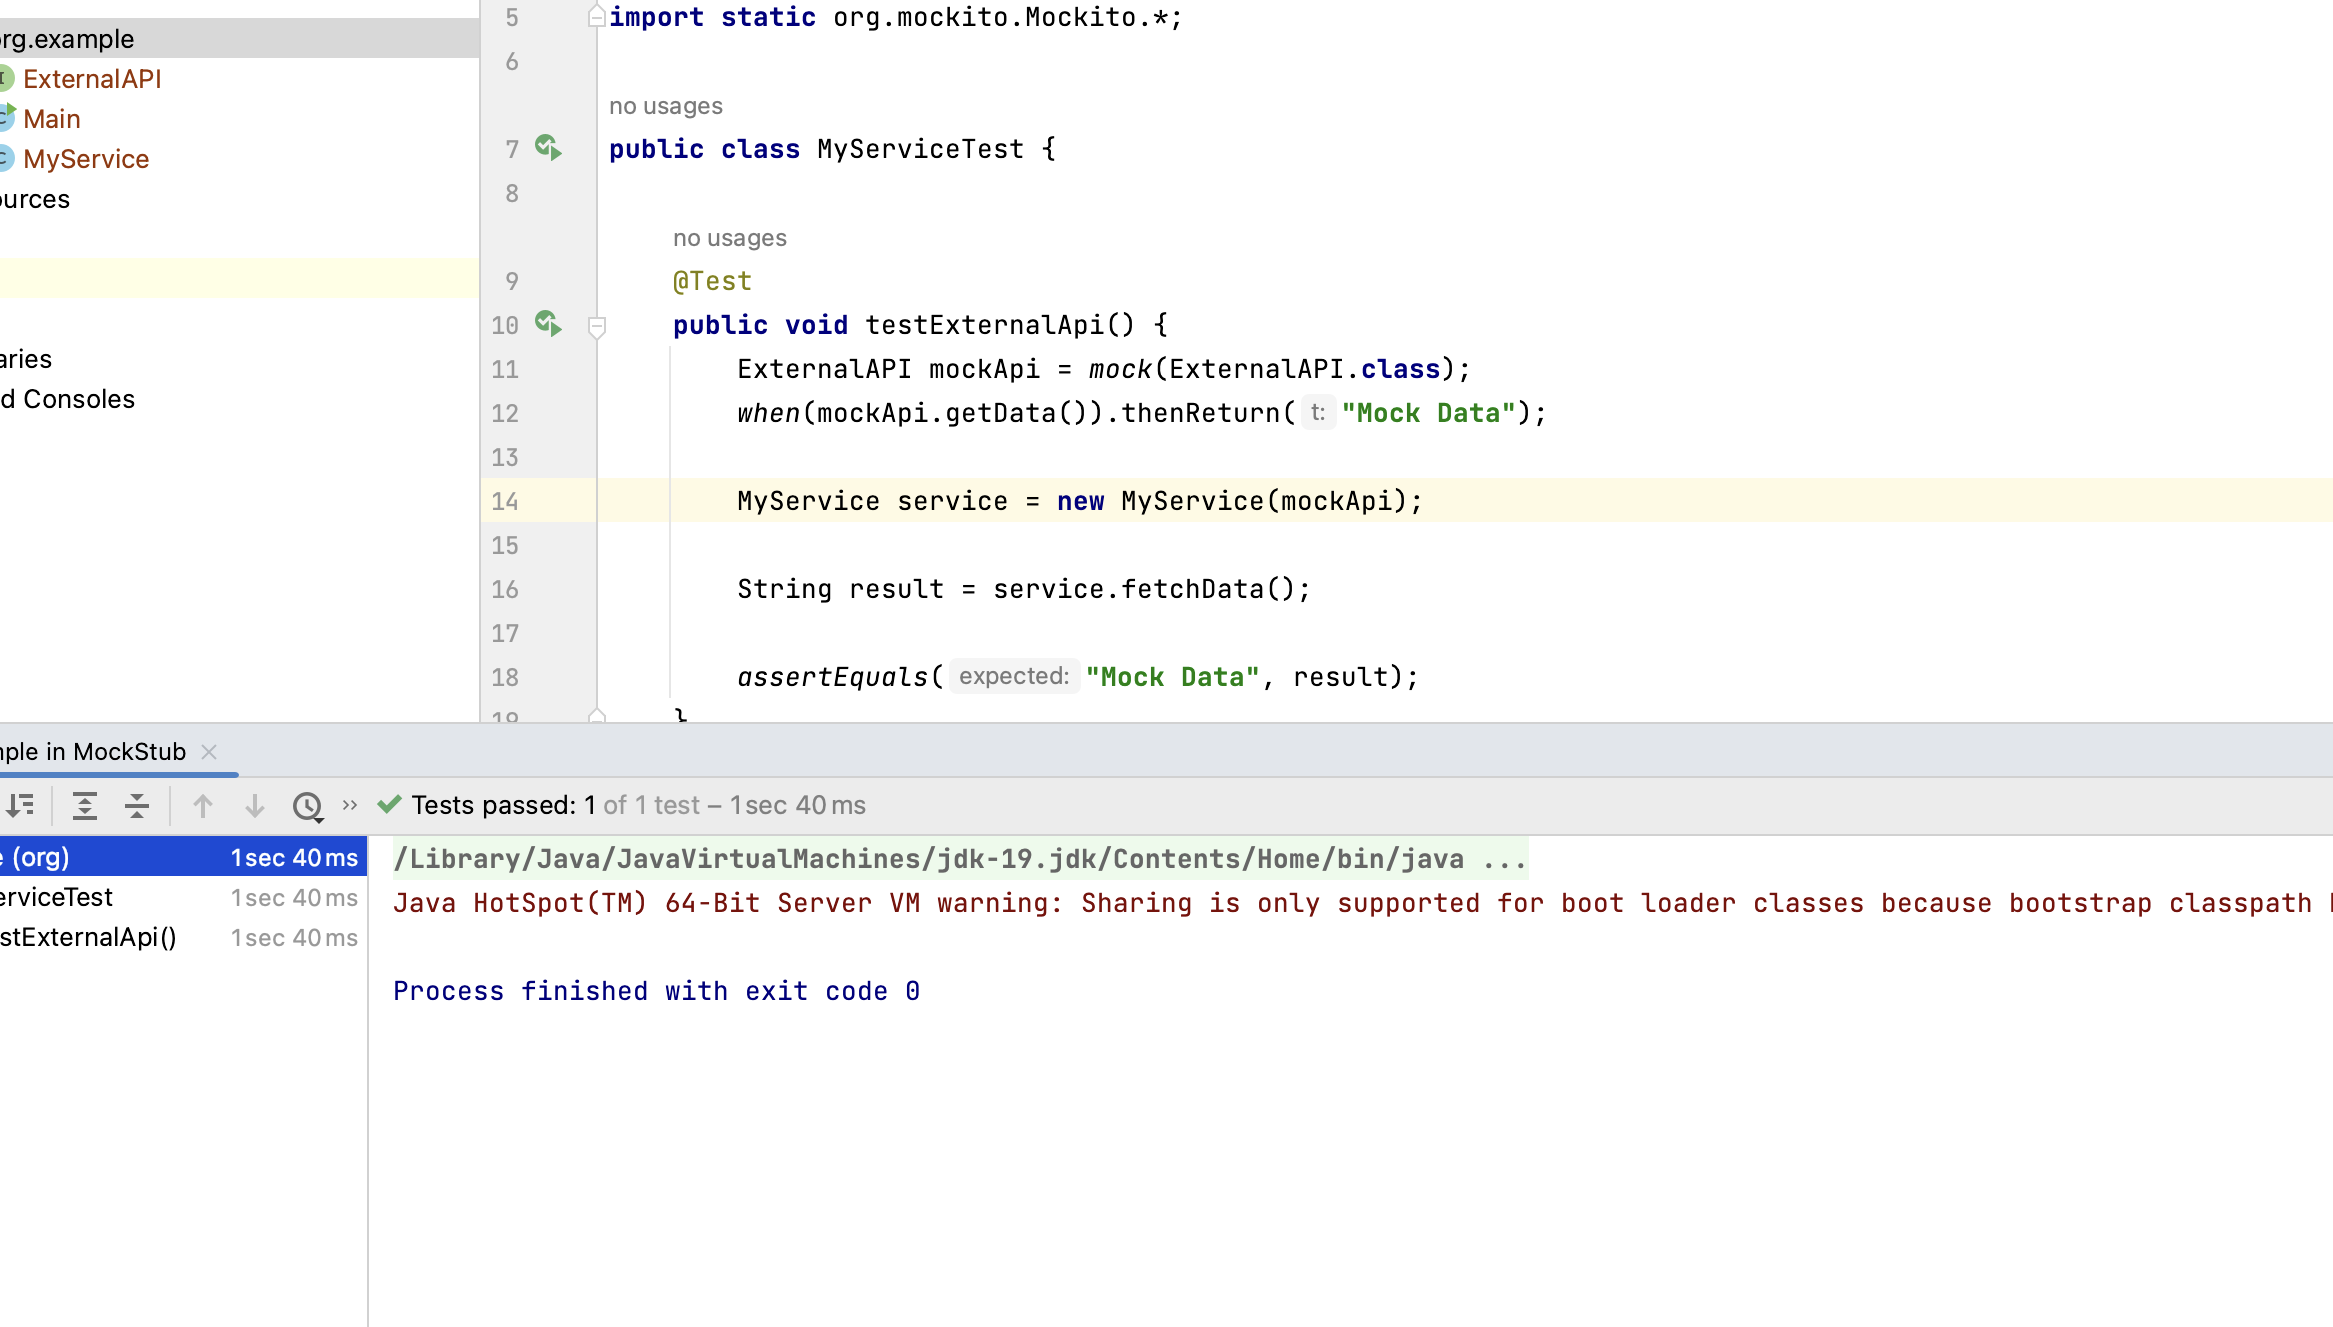 rg.example
ExternalAPI
Main
MyService
ources
aries
d Consoles
5 import static org.mockito.Mockito.*;
6
no usages
7 public class MyServiceTest {
8
no usages
9 @Test
10 public void testExternalApi() {
11 ExternalAPI mockApi = mock(ExternalAPI.class);
12 when(mockApi.getData()).thenReturn( t: "Mock Data");
13
14 MyService service = new MyService(mockApi);
15
16 String result = service.fetchData();
17
18 assertEquals( expected: "Mock Data", result);
19 }
mple in MockStub
Tests passed: 1 of 1 test – 1 sec 40 ms
e (org) 1 sec 40 ms
erviceTest 1 sec 40 ms
stExternalApi() 1 sec 40 ms
/Library/Java/JavaVirtualMachines/jdk-19.jdk/Contents/Home/bin/java ...
Java HotSpot(TM) 64-Bit Server VM warning: Sharing is only supported for boot loader classes because bootstrap classpath
Process finished with exit code 0